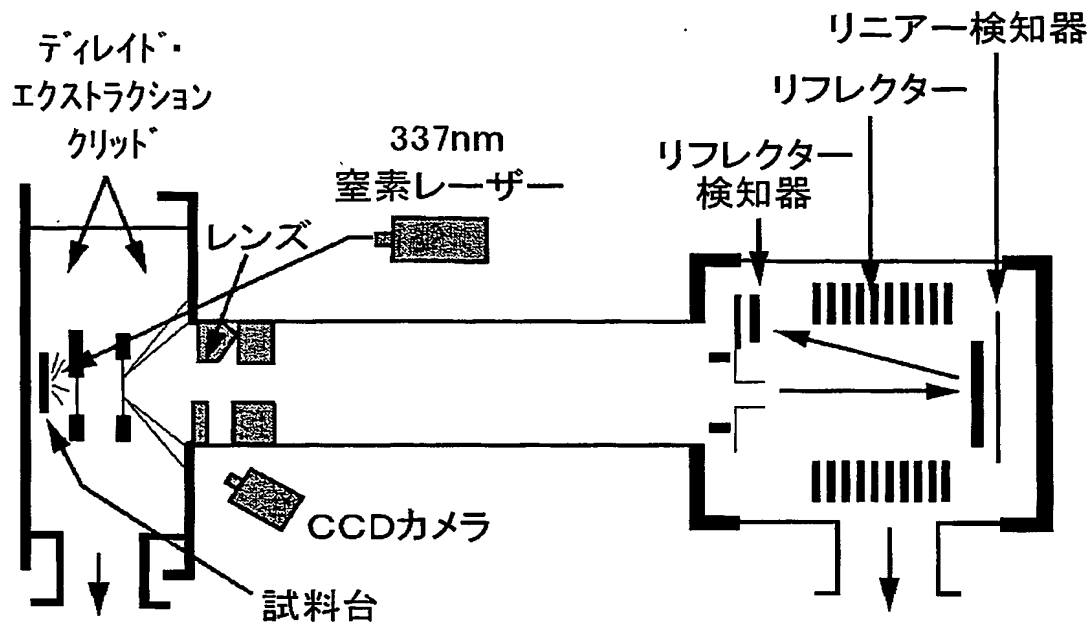 ディレイド・
エクストラクション
クリッド
337nm
窒素レーザー
レンズ
リニアー検知器
リフレクター
リフレクター
検知器
CCDカメラ
試料台